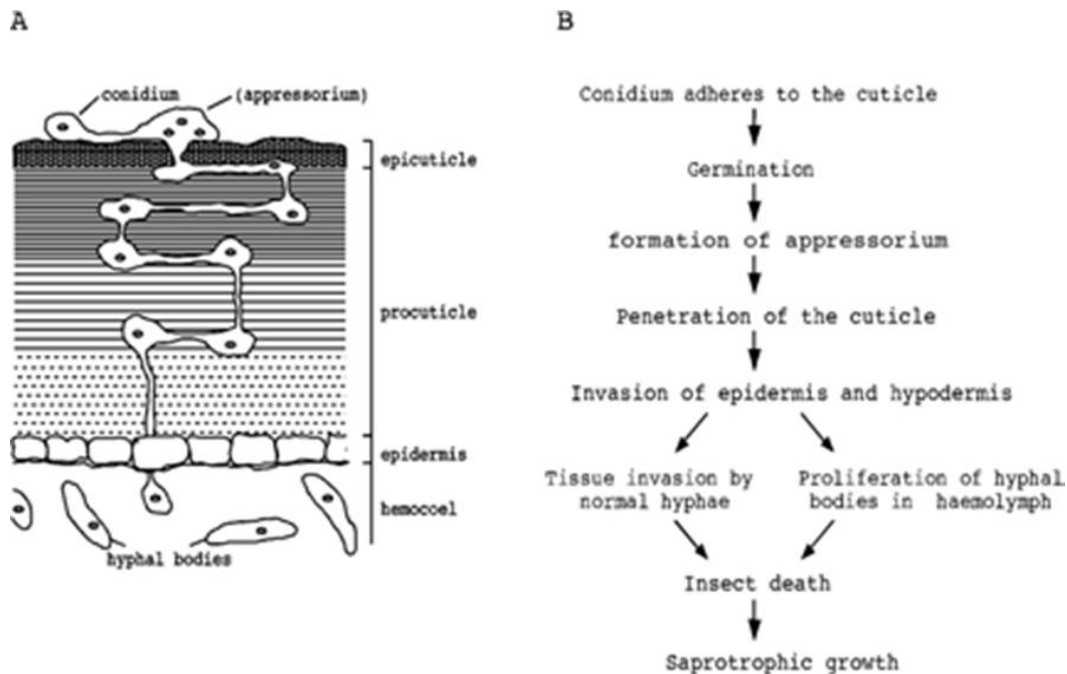 A
conidium
(appressorium)
epicuticle
procuticle
epidermis
hemocoel
hyphal bodies
B
Conidium adheres to the cuticle
Germination
formation of appressorium
Penetration of the cuticle
Invasion of epidermis and hypodermis
Tissue invasion by
normal hyphae
Proliferation of hyphal
bodies in haemolymph
Insect death
Saprotrophic growth